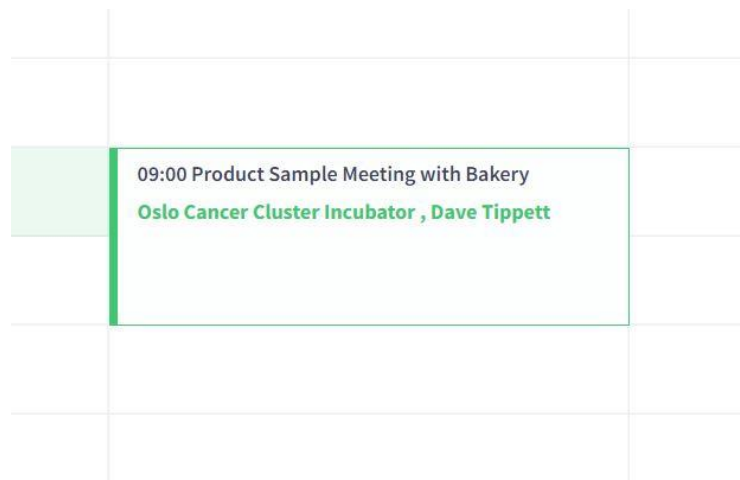 09:00 Product Sample Meeting with Bakery
Oslo Cancer Cluster Incubator , Dave Tippett